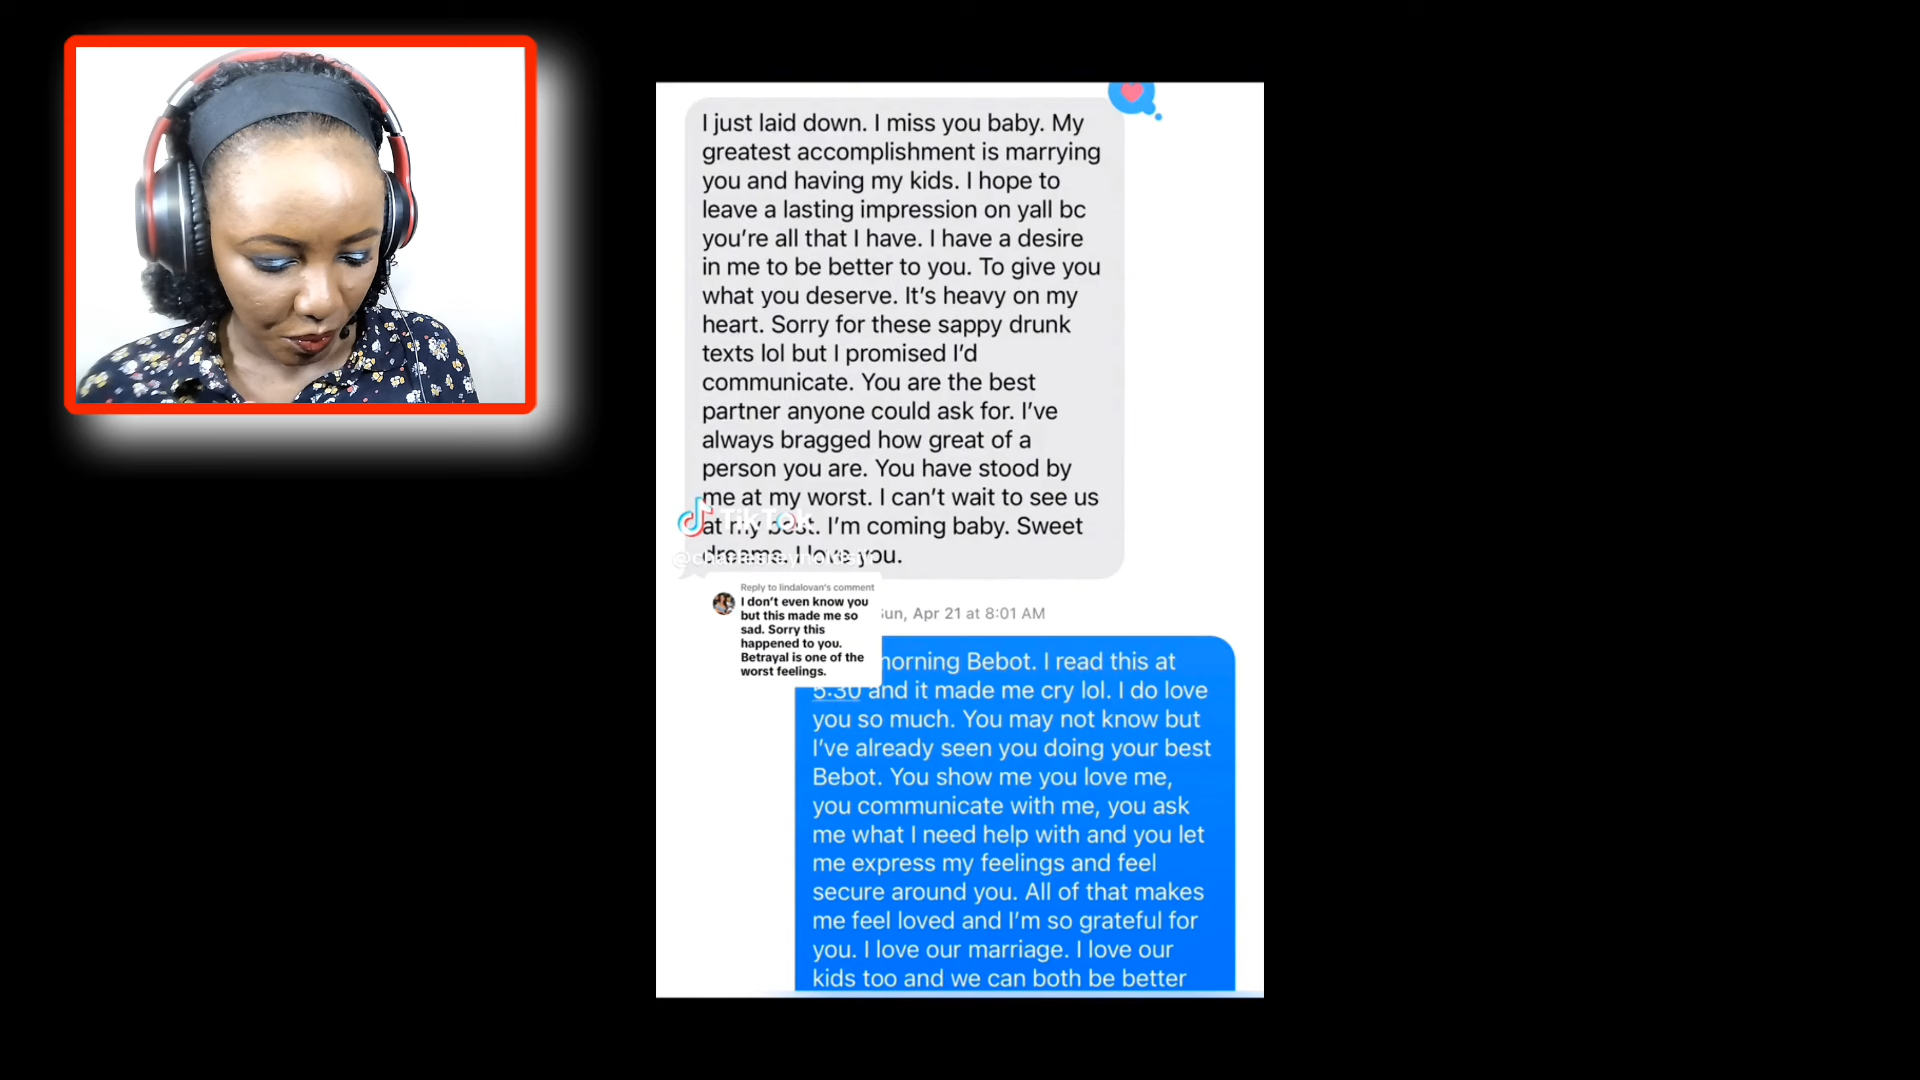 I just laid down. I miss you baby. My
greatest accomplishment is marrying
you and having my kids. I hope to
leave a lasting impression on yall bc
you're all that I have. I have a desire
in me to be better to you. To give you
what you deserve. It's heavy on my
heart. Sorry for these sappy drunk
texts lol but I promised I'd
communicate. You are the best
partner anyone could ask for. I've
always bragged how great of a
person you are. You have stood by
me at my worst. I can't wait to see us
TikTok
at my best. I'm coming baby. Sweet
dreams. I love you.
Reply to lindalovan's comment
I don't even know you
but this made me so
sad. Sorry this
happened to you.
Betrayal is one of the
worst feelings.
Sun, Apr 21 at 8:01 AM
morning Bebot. I read this at
5:30 and it made me cry lol. I do love
you so much. You may not know but
I've already seen you doing your best
Bebot. You show me you love me,
you communicate with me, you ask
me what I need help with and you let
me express my feelings and feel
secure around you. All of that makes
me feel loved and I'm so grateful for
you. I love our marriage. I love our
kids too and we can both be better